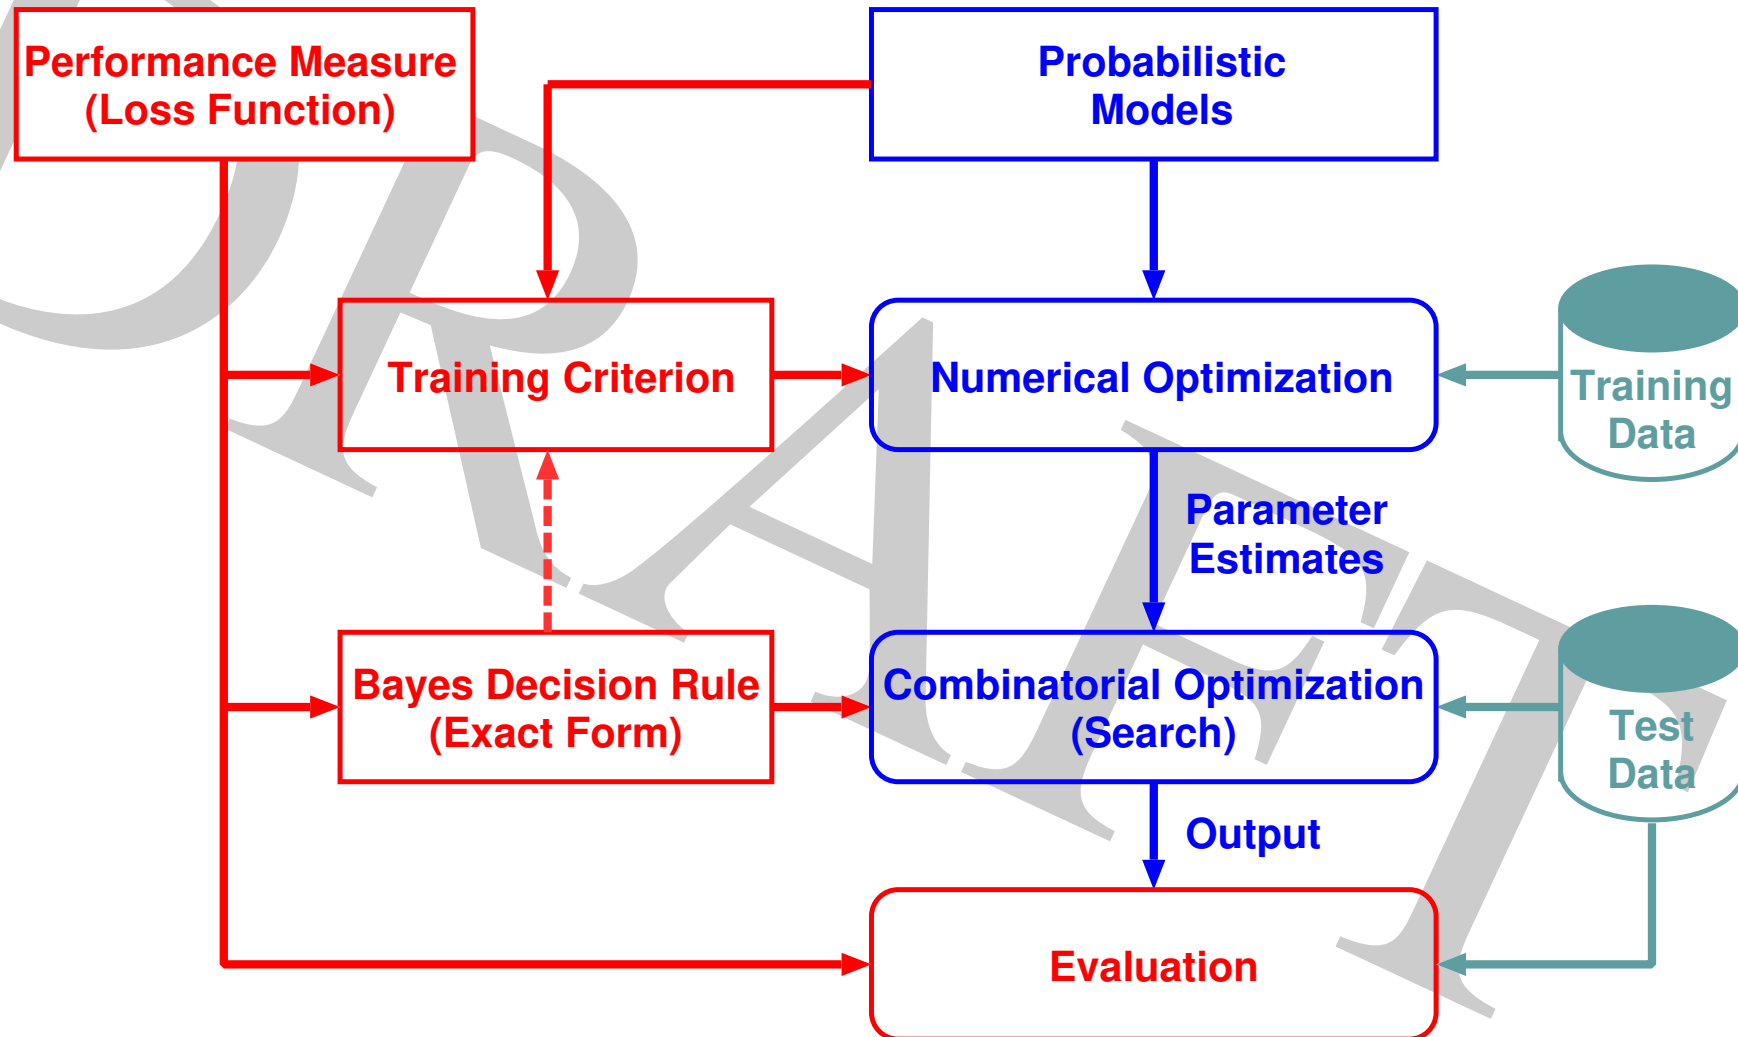 Performance Measure
(Loss Function)
Probabilistic
Models
Training Criterion
Numerical Optimization
Training
Data
Parameter
Estimates
Bayes Decision Rule
(Exact Form)
Combinatorial Optimization
(Search)
Test
Data
Output
Evaluation
DRAFT